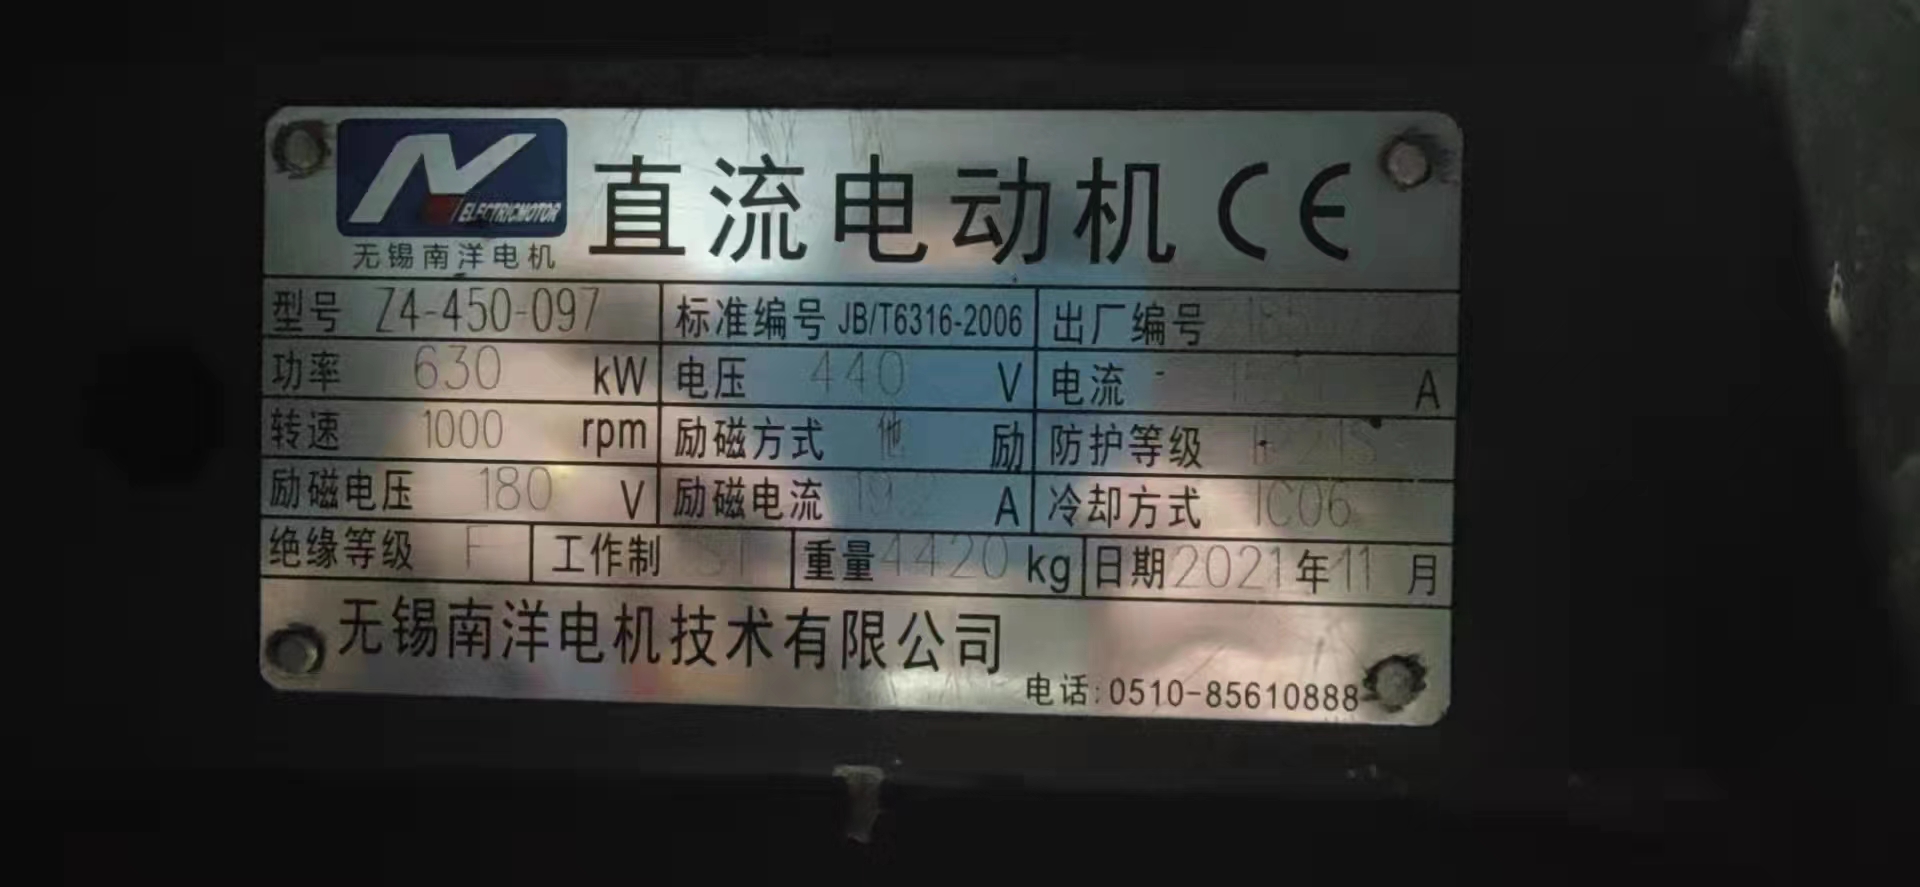 ELECTRICMOTOR
无锡南洋电机
直流电动机 CE
型号 Z4-450-097 标准编号 JB/T6316-2006 出厂编号
功率 630 kW 电压 440 V 电流 A
转速 1000 rpm 励磁方式 他 励 防护等级 IP21S
励磁电压 180 V 励磁电流 19.2 A 冷却方式 IC06
绝缘等级 F 工作制 S1 重量 4420 kg 日期 2021 年 11 月
无锡南洋电机技术有限公司
电话:0510-85610888